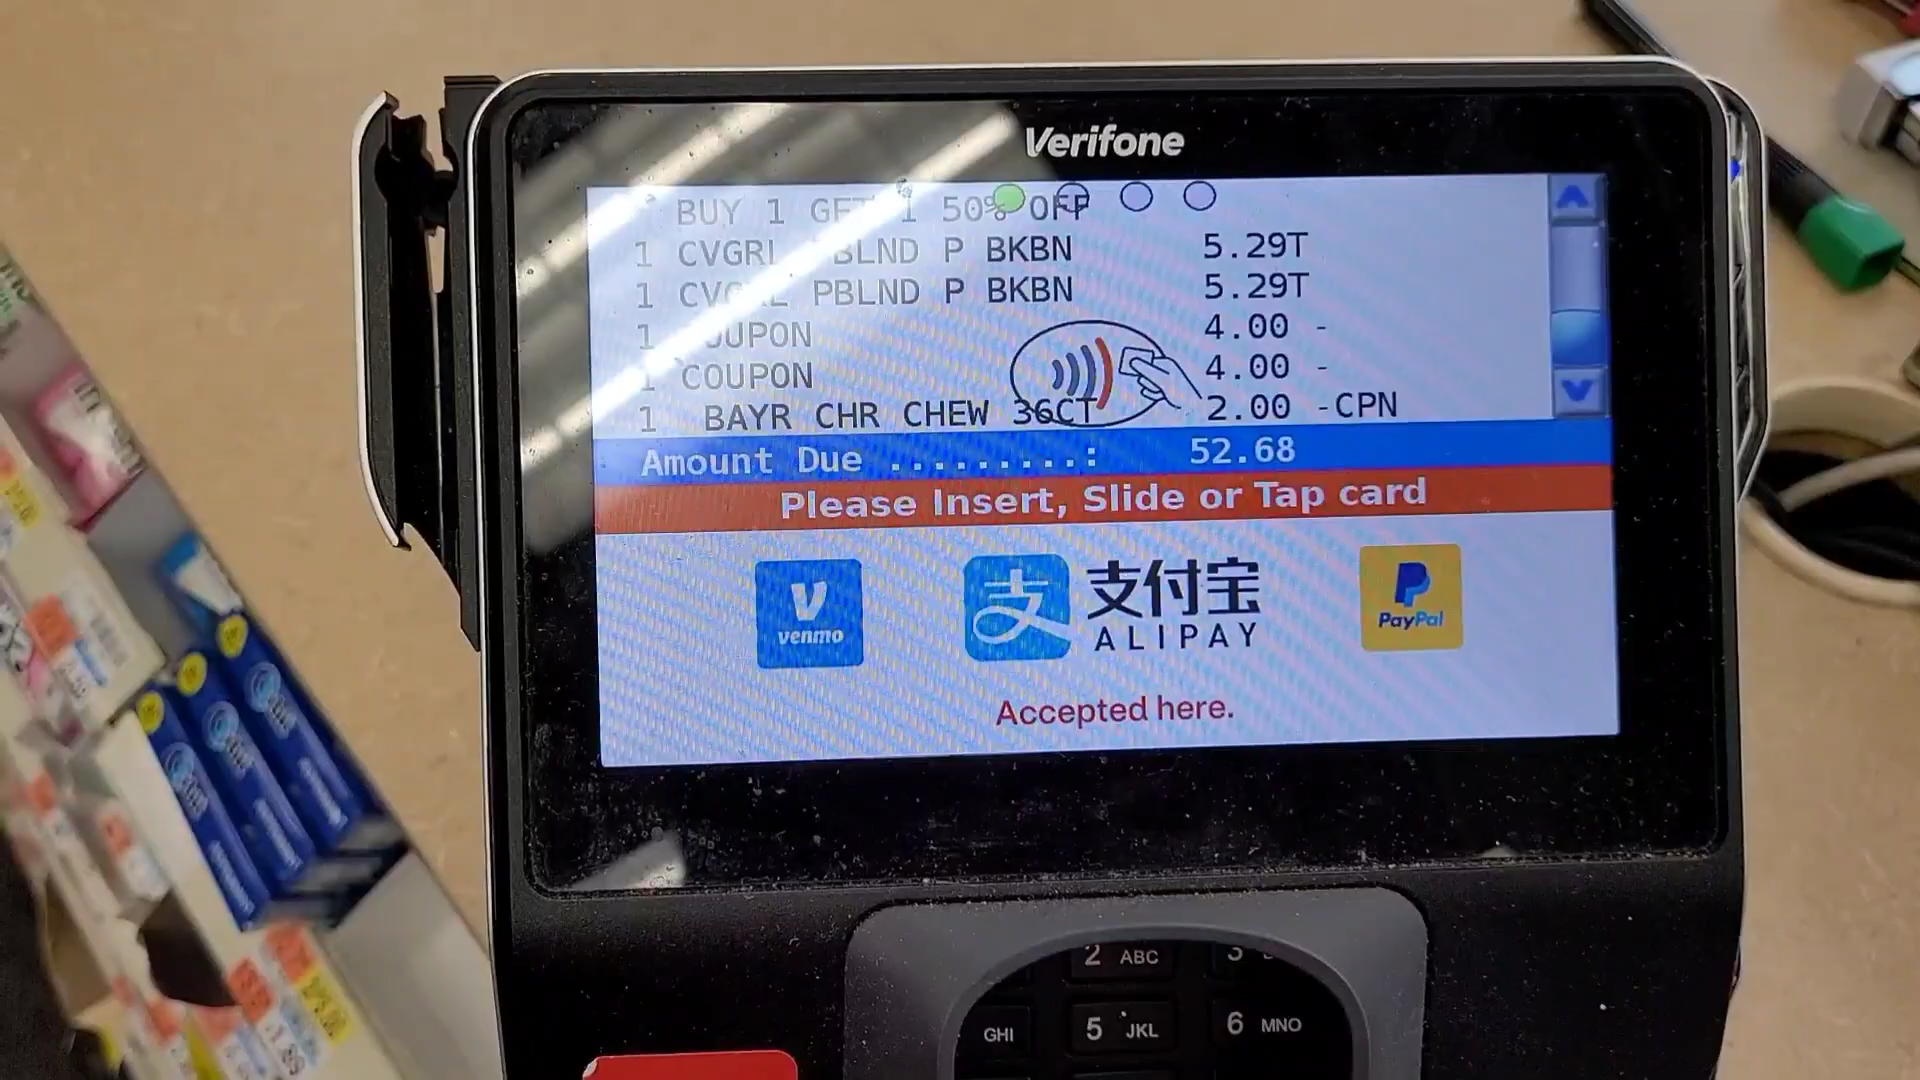 Verifone
BUY 1 GET 1 50% OFF
1 CVGRL PBLND P BKBN 5.29T
1 CVGRL PBLND P BKBN 5.29T
1 COUPON 4.00 -
1 COUPON 4.00 -
1 BAYR CHR CHEW 36CT 2.00 -CPN
Amount Due .........: 52.68
Please Insert, Slide or Tap card
venmo
支 支付宝
ALIPAY
PayPal
Accepted here.
2 ABC 3
GHI 5 JKL 6 MNO